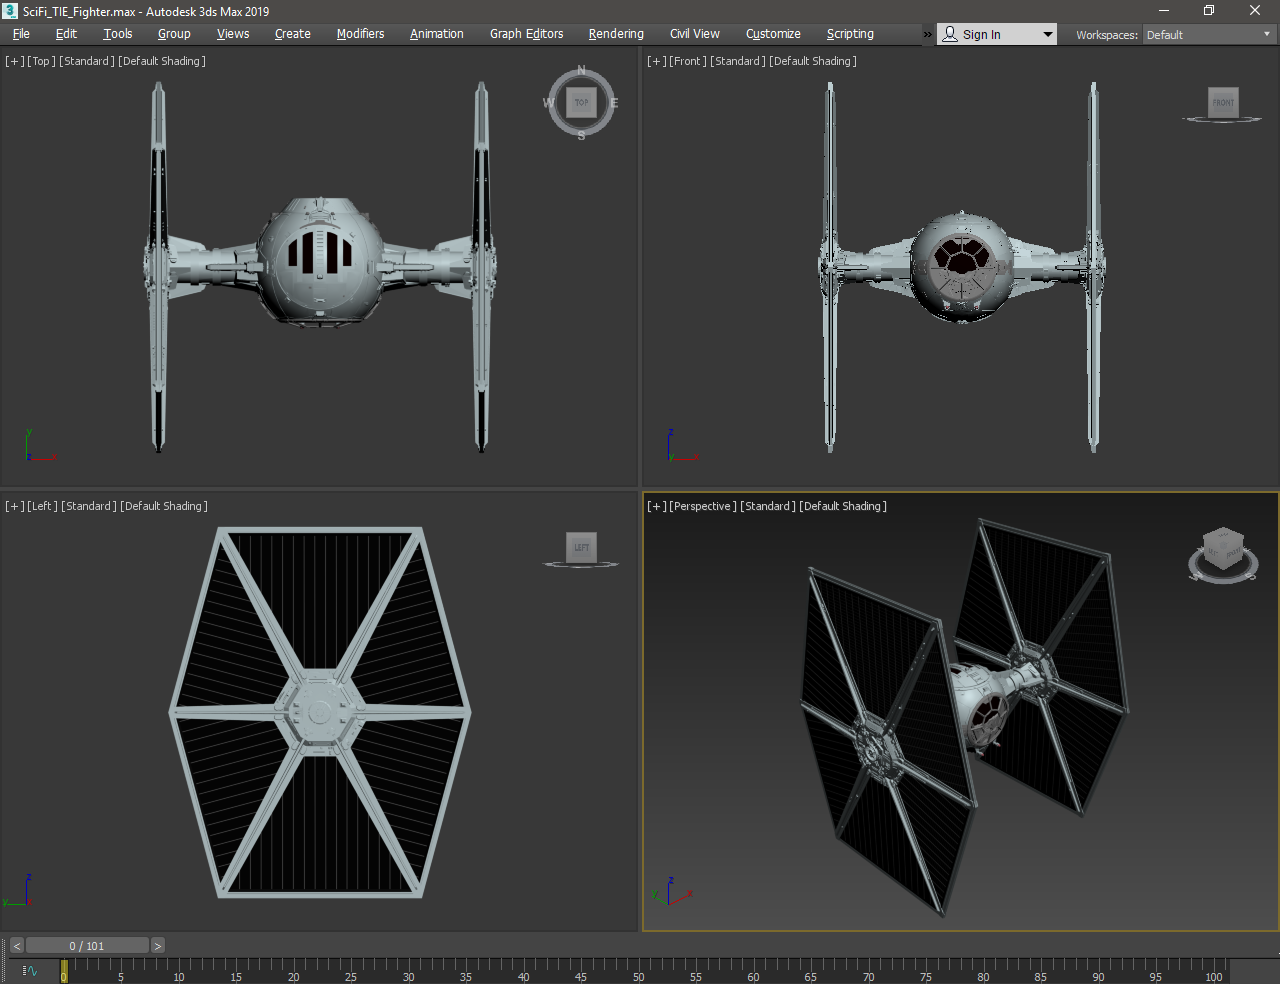 SciFi_TIE_Fighter.max - Autodesk 3ds Max 2019
File Edit Tools Group Views Create Modifiers Animation Graph Editors Rendering Civil View Customize Scripting » Sign In Workspaces: Default
[+] [Top] [Standard] [Default Shading]
N
W TOP E
S
y
z x
[+] [Front] [Standard] [Default Shading]
FRONT
z
y x
[+] [Left] [Standard] [Default Shading]
LEFT
z
y x
[+] [Perspective] [Standard] [Default Shading]
z
y x
< 0 / 101 >
0 5 10 15 20 25 30 35 40 45 50 55 60 65 70 75 80 85 90 95 100